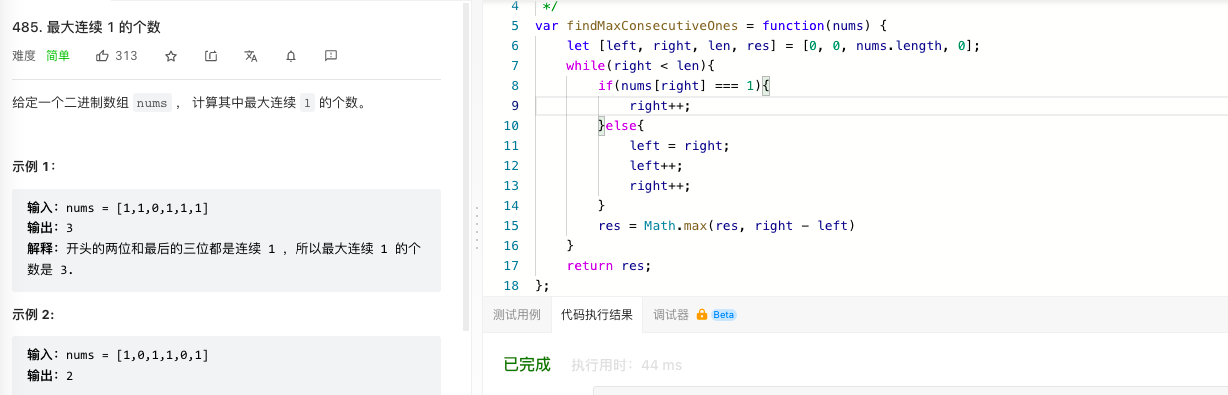 485. 最大连续 1 的个数
难度 简单 313
给定一个二进制数组 nums ， 计算其中最大连续 1 的个数。
示例 1：
输入：nums = [1,1,0,1,1,1]
输出：3
解释：开头的两位和最后的三位都是连续 1 ，所以最大连续 1 的个
数是 3.
示例 2:
输入：nums = [1,0,1,1,0,1]
输出：2
4 */
5 var findMaxConsecutiveOnes = function(nums) {
6 let [left, right, len, res] = [0, 0, nums.length, 0];
7 while(right < len){
8 if(nums[right] === 1){
9 right++;
10 }else{
11 left = right;
12 left++;
13 right++;
14 }
15 res = Math.max(res, right - left)
16 }
17 return res;
18 };
测试用例 代码执行结果 调试器 Beta
已完成 执行用时：44 ms